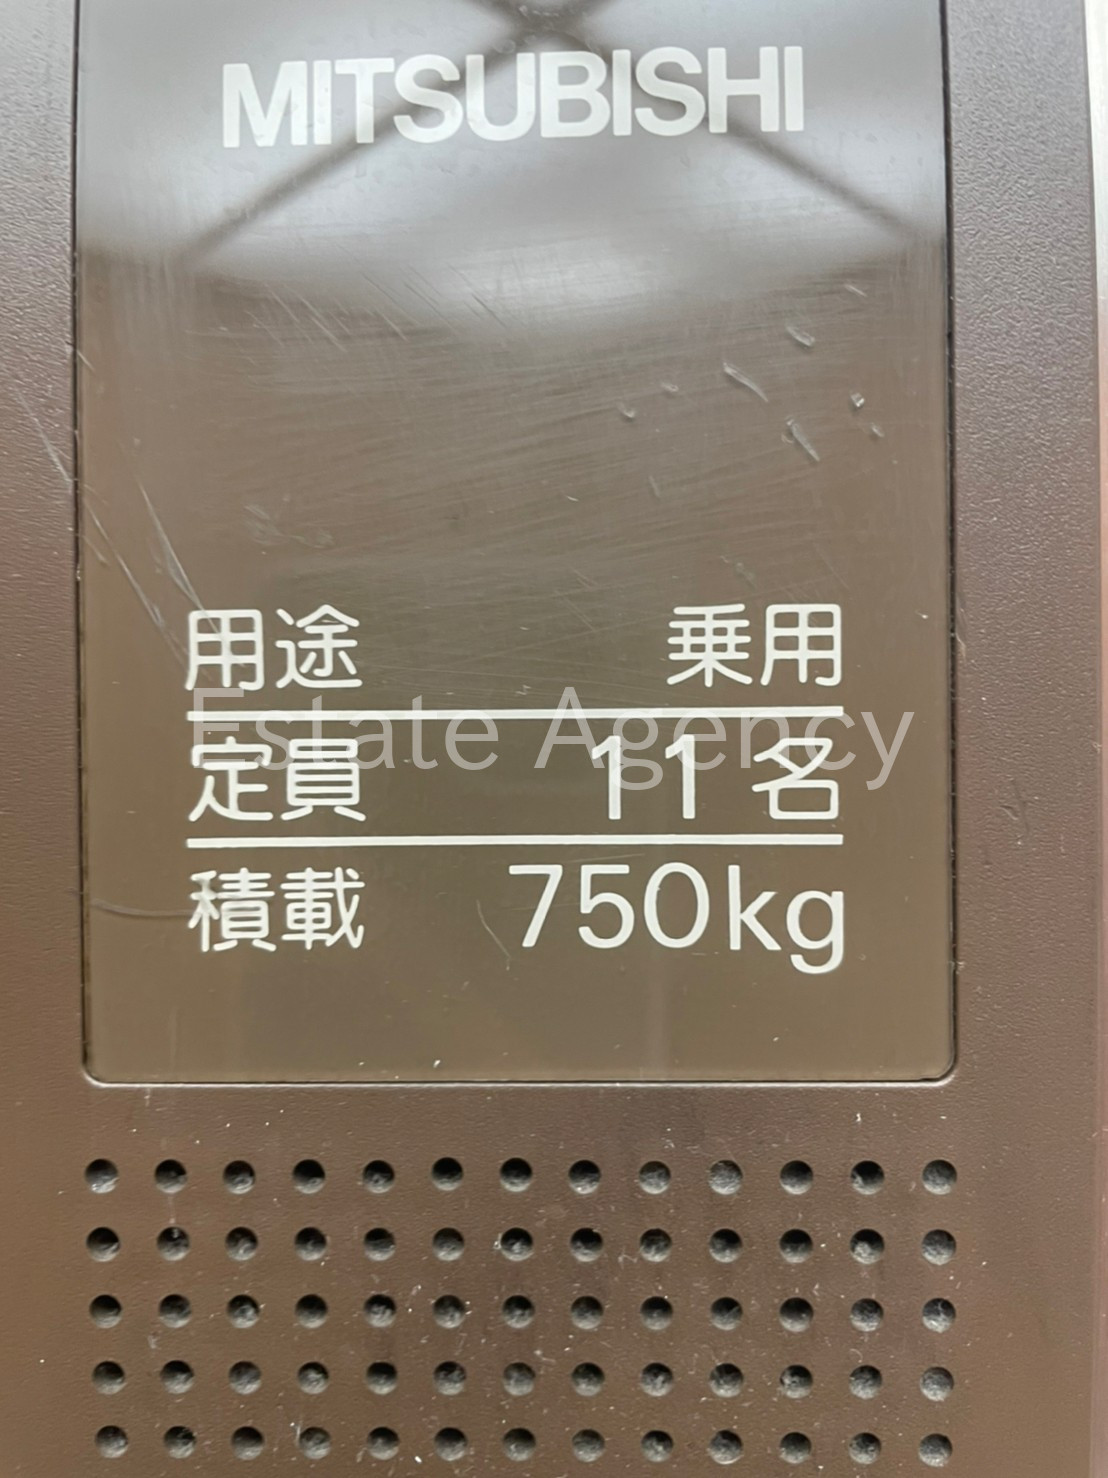 MITSUBISHI
用途 乗用
Estate Agency
定員 11名
積載 750kg